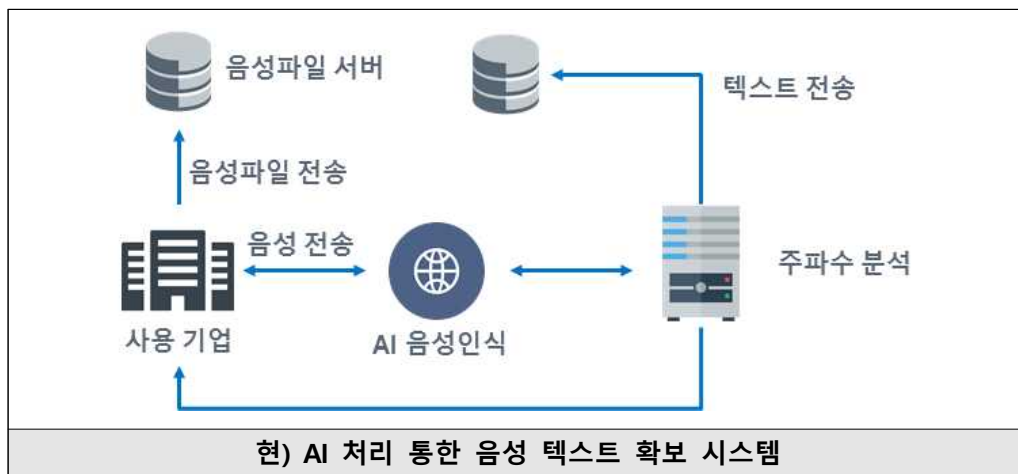 음성파일 서버
텍스트 전송
음성파일 전송
음성 전송
주파수 분석
사용 기업
AI 음성인식
현) AI 처리 통한 음성 텍스트 확보 시스템